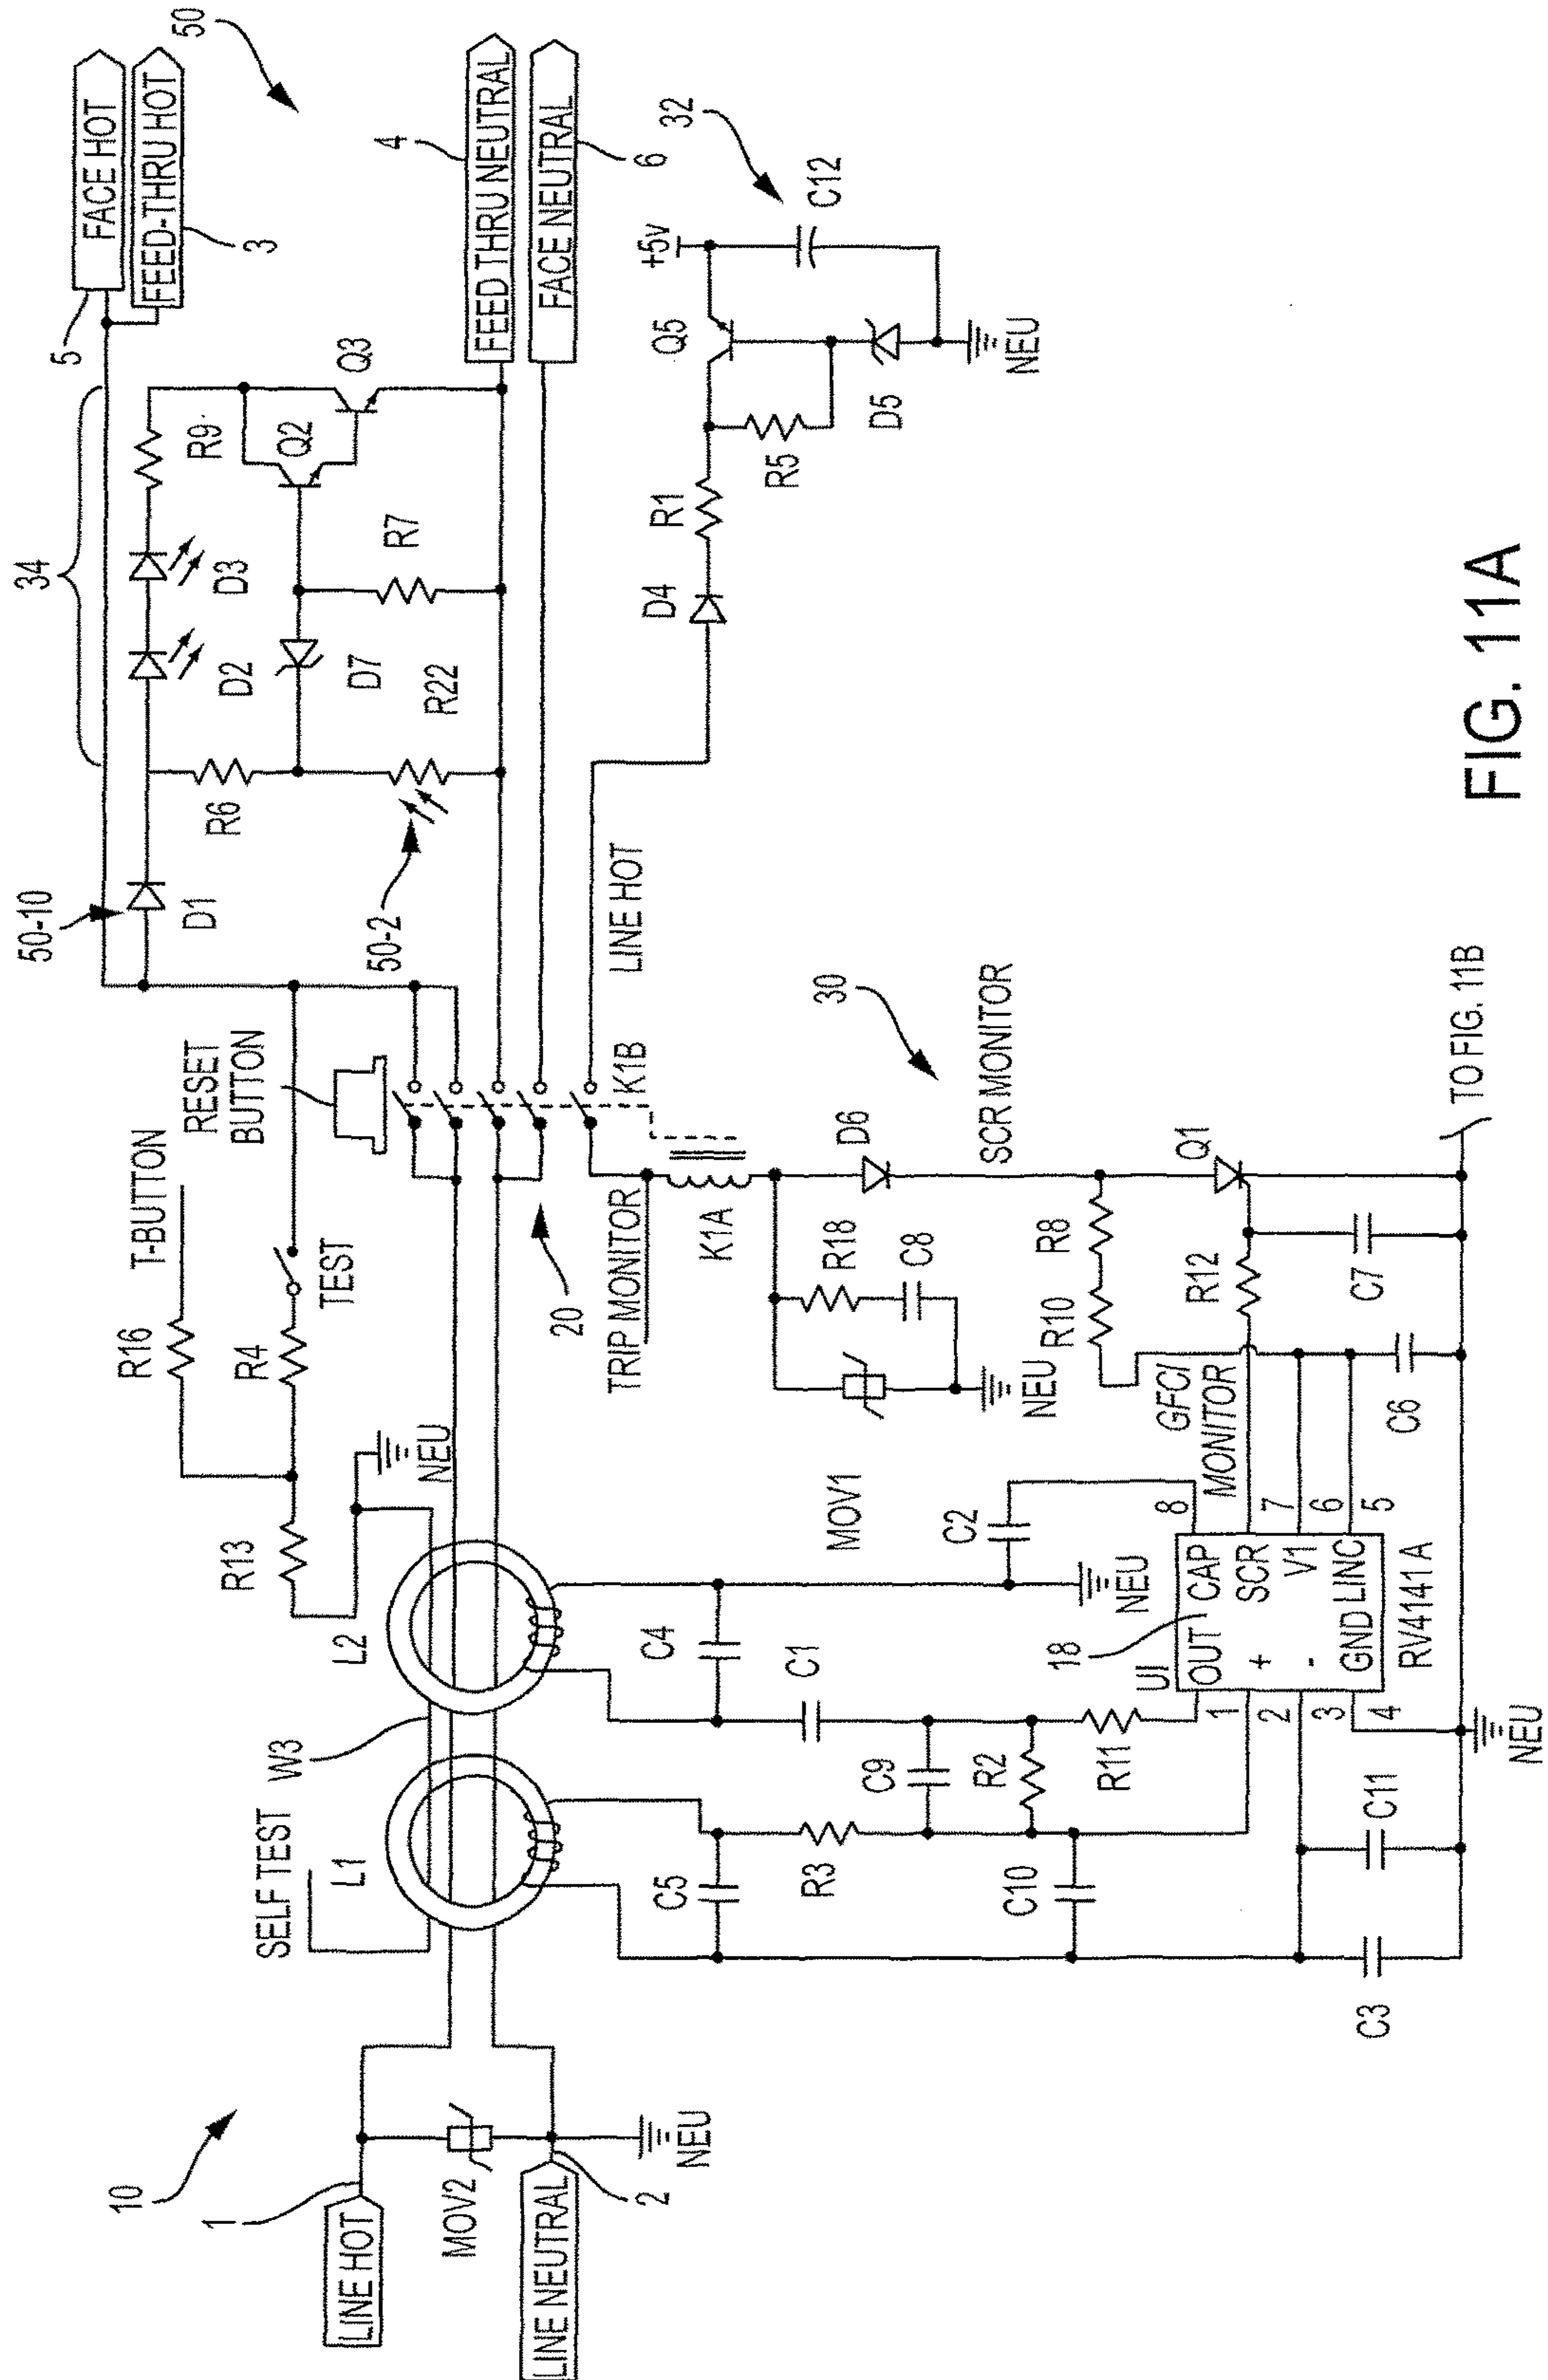 10
1
LINE HOT
MOV2
LINE NEUTRAL
2
NEU
SELF TEST
L1
W3
L2
R13
NEU
R16
T-BUTTON
R4
TEST
RESET
BUTTON
50-10
D1
34
5
FACE HOT
FEED-THRU HOT
3
50
R6
D2
D3
R9
Q2
Q3
D7
R7
R22
50-2
4
FEED THRU NEUTRAL
FACE NEUTRAL
6
20
K1B
LINE HOT
TRIP MONITOR
K1A
D4
R1
R5
Q5
+5v
C12
32
D5
NEU
C5
R3
C9
R2
C10
C4
C1
R11
C2
NEU
MOV1
R18
C8
NEU
D6
30
SCR MONITOR
R10
R8
GFCI
MONITOR
R12
Q1
C7
C6
18
UI
OUT CAP
+ SCR
- V1
GND LINC
1
2
3
4
8
7
6
5
RV4141A
C3
C11
NEU
TO FIG. 11B
FIG. 11A